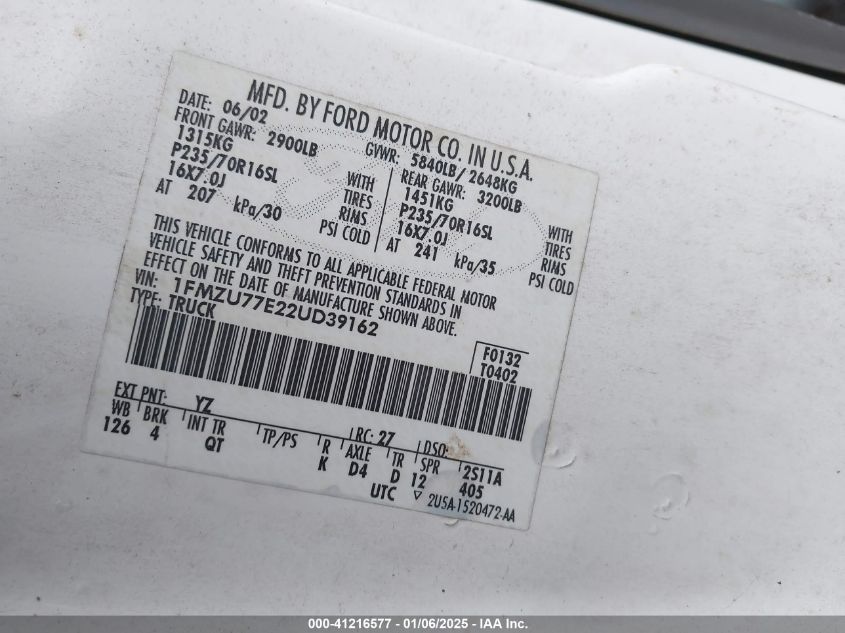 MFD. BY FORD MOTOR CO. IN U.S.A.
DATE: 06/02 GVWR: 5840LB/ 2648KG
FRONT GAWR: 2900LB REAR GAWR: 3200LB
1315KG WITH 1451KG WITH
P235/70R16SL TIRES P235/70R16SL TIRES
16X7.0J RIMS 16X7.0J RIMS
AT 207 kPa/30 PSI COLD AT 241 kPa/35 PSI COLD
THIS VEHICLE CONFORMS TO ALL APPLICABLE FEDERAL MOTOR
VEHICLE SAFETY AND THEFT PREVENTION STANDARDS IN
EFFECT ON THE DATE OF MANUFACTURE SHOWN ABOVE.
VIN: 1FMZU77E22UD39162
TYPE: TRUCK
F0132
T0402
EXT PNT: YZ RC: 27 DSO:
WB BRK INT TR TP/PS R AXLE TR SPR 2S11A
126 4 QT K D4 D 12 405
UTC ▽ 2U5A-1520472-AA
000-41216577 — 01/06/2025 — IAA Inc.